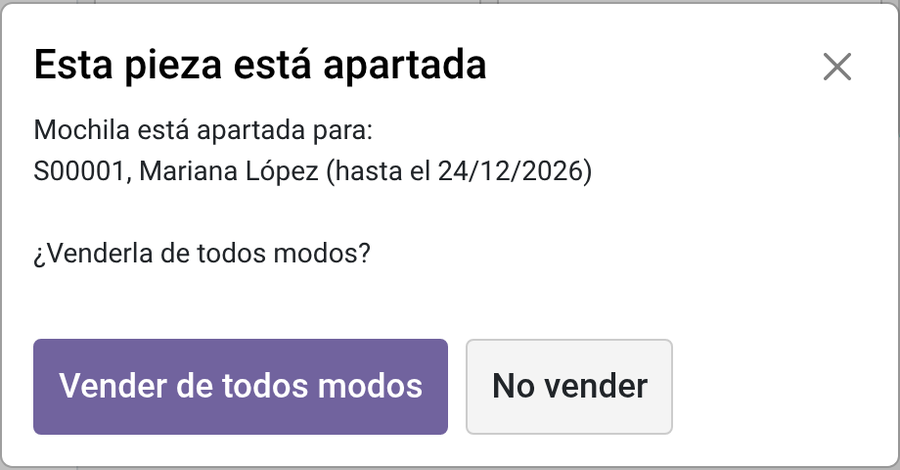 Esta pieza está apartada
Mochila está apartada para:
S00001, Mariana López (hasta el 24/12/2026)
¿Venderla de todos modos?
Vender de todos modos
No vender